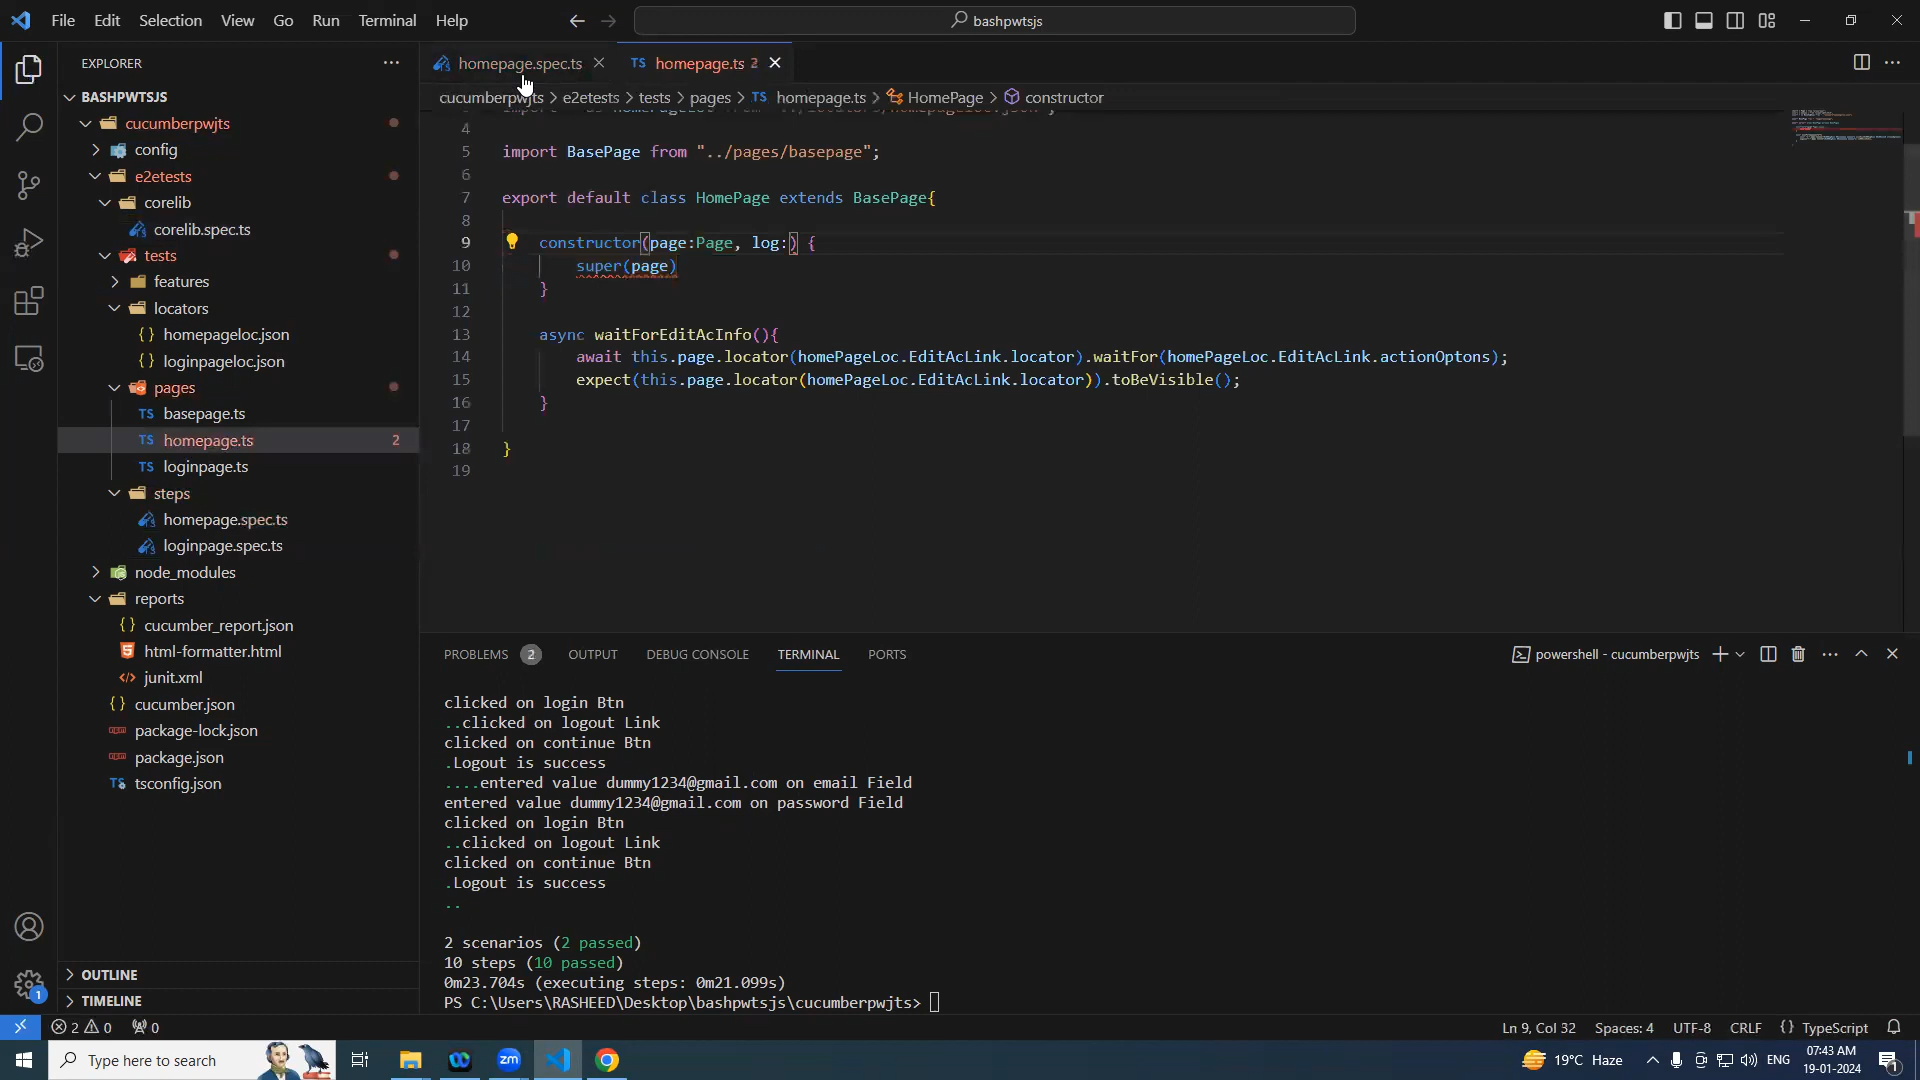 File Edit Selection View Go Run Terminal Help
bashpwtsjs
EXPLORER
BASHPWTSJS
cucumberpwjts
config
e2etests
corelib
corelib.spec.ts
tests
features
locators
homepageloc.json
loginpageloc.json
pages
basepage.ts
TS homepage.ts 2
TS loginpage.ts
steps
homepage.spec.ts
loginpage.spec.ts
node_modules
reports
cucumber_report.json
html-formatter.html
junit.xml
cucumber.json
package-lock.json
package.json
tsconfig.json
OUTLINE
TIMELINE
homepage.spec.ts
TS homepage.ts 2
cucumberpwjts > e2etests > tests > pages > TS homepage.ts > HomePage > constructor
4
5 import BasePage from "../pages/basepage";
6
7 export default class HomePage extends BasePage{
8
9 constructor(page:Page, log:) {
10 super(page)
11 }
12
13 async waitForEditAcInfo(){
14 await this.page.locator(homePageLoc.EditAcLink.locator).waitFor(homePageLoc.EditAcLink.actionOptons);
15 expect(this.page.locator(homePageLoc.EditAcLink.locator)).toBeVisible();
16 }
17
18 }
19
PROBLEMS 2 OUTPUT DEBUG CONSOLE TERMINAL PORTS
powershell - cucumberpwjts
clicked on login Btn
..clicked on logout Link
clicked on continue Btn
.Logout is success
....entered value dummy1234@gmail.com on email Field
entered value dummy1234@gmail.com on password Field
clicked on login Btn
..clicked on logout Link
clicked on continue Btn
.Logout is success
..
2 scenarios (2 passed)
10 steps (10 passed)
0m23.704s (executing steps: 0m21.099s)
PS C:\Users\RASHEED\Desktop\bashpwtsjs\cucumberpwjts>
2 0 0
Ln 9, Col 32 Spaces: 4 UTF-8 CRLF {} TypeScript
Type here to search
zm
19°C Haze
ENG
07:43 AM
19-01-2024
1